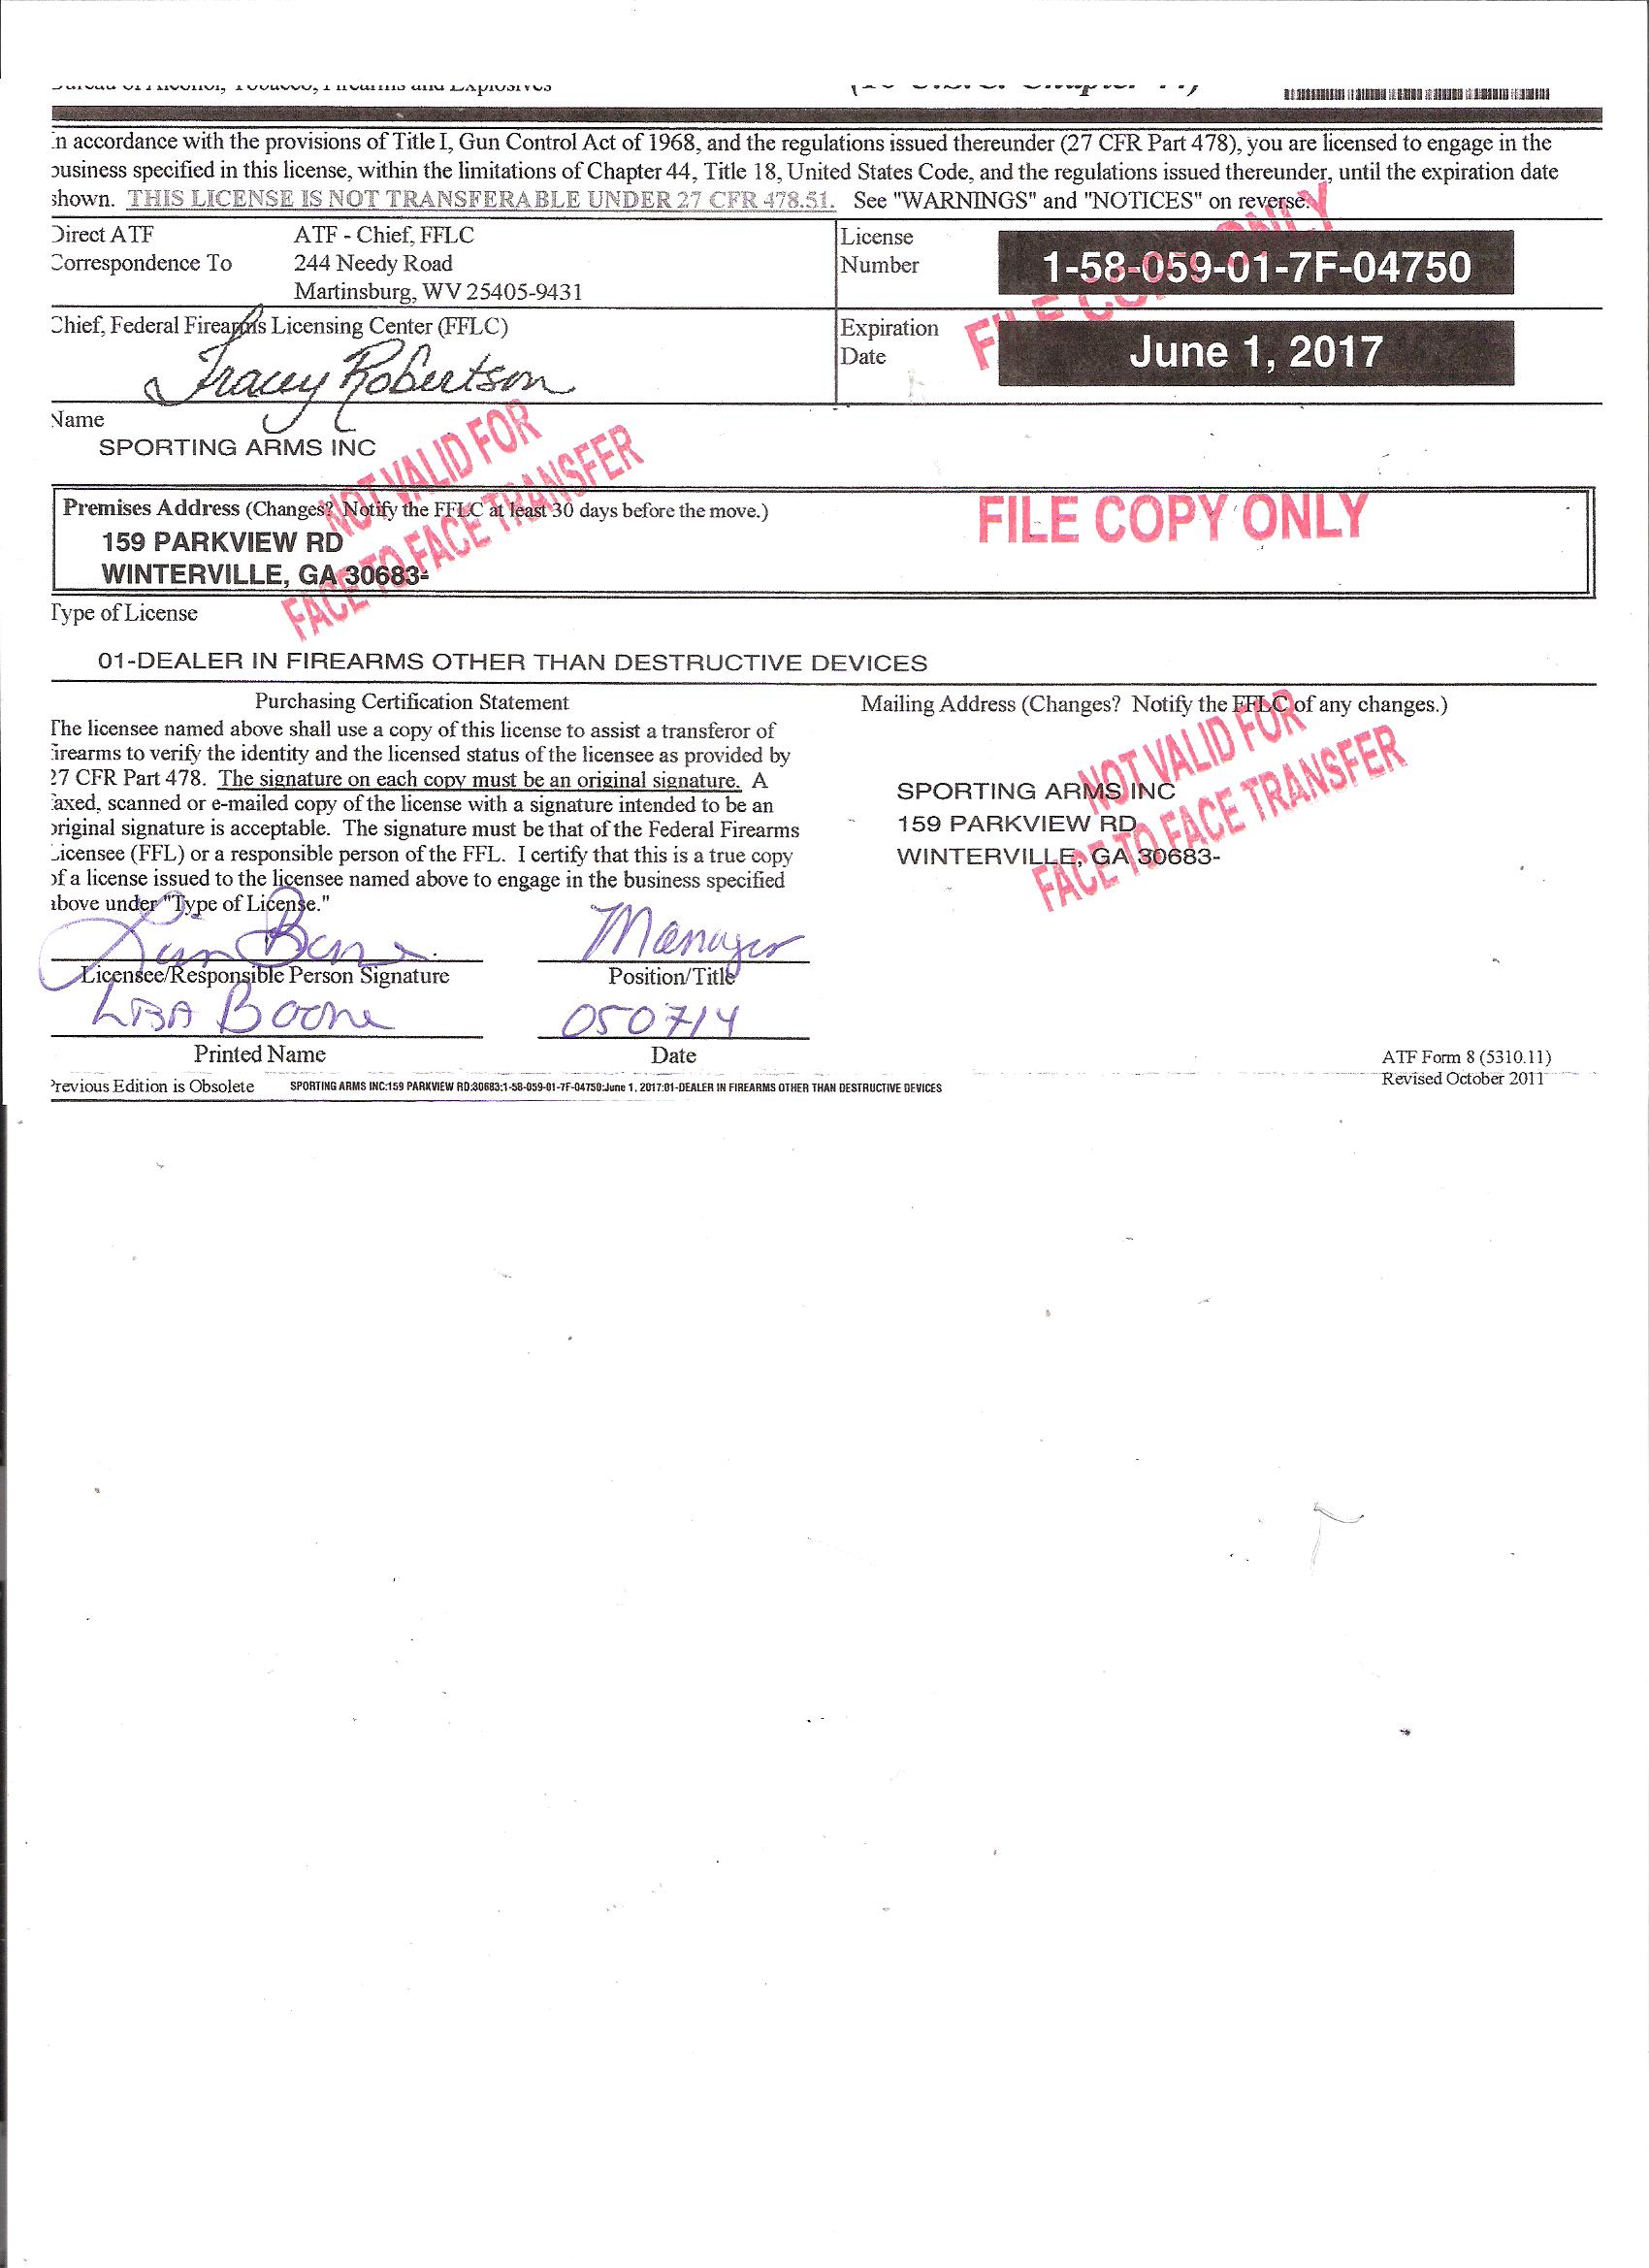 Bureau of Alcohol, Tobacco, Firearms and Explosives
(18 U.S.C. Chapter 44)
In accordance with the provisions of Title I, Gun Control Act of 1968, and the regulations issued thereunder (27 CFR Part 478), you are licensed to engage in the
business specified in this license, within the limitations of Chapter 44, Title 18, United States Code, and the regulations issued thereunder, until the expiration date
shown. THIS LICENSE IS NOT TRANSFERABLE UNDER 27 CFR 478.51. See "WARNINGS" and "NOTICES" on reverse.
Direct ATF
Correspondence To
ATF - Chief, FFLC
244 Needy Road
Martinsburg, WV 25405-9431
License
Number
1-58-059-01-7F-04750
FILE COPY ONLY
Chief, Federal Firearms Licensing Center (FFLC)
Tracey Robertson
Expiration
Date
June 1, 2017
Name
SPORTING ARMS INC
NOT VALID FOR
FACE TO FACE TRANSFER
Premises Address (Changes? Notify the FFLC at least 30 days before the move.)
159 PARKVIEW RD
WINTERVILLE, GA 30683-
FILE COPY ONLY
Type of License
01-DEALER IN FIREARMS OTHER THAN DESTRUCTIVE DEVICES
Purchasing Certification Statement
The licensee named above shall use a copy of this license to assist a transferor of
firearms to verify the identity and the licensed status of the licensee as provided by
27 CFR Part 478. The signature on each copy must be an original signature. A
faxed, scanned or e-mailed copy of the license with a signature intended to be an
original signature is acceptable. The signature must be that of the Federal Firearms
Licensee (FFL) or a responsible person of the FFL. I certify that this is a true copy
of a license issued to the licensee named above to engage in the business specified
above under "Type of License."
Mailing Address (Changes? Notify the FFLC of any changes.)
SPORTING ARMS INC
159 PARKVIEW RD
WINTERVILLE, GA 30683-
NOT VALID FOR
FACE TO FACE TRANSFER
Manager
Licensee/Responsible Person Signature
Position/Title
LISA Boone
050714
Printed Name
Date
ATF Form 8 (5310.11)
Revised October 2011
Previous Edition is Obsolete
SPORTING ARMS INC:159 PARKVIEW RD:30683:1-58-059-01-7F-04750:June 1, 2017:01-DEALER IN FIREARMS OTHER THAN DESTRUCTIVE DEVICES